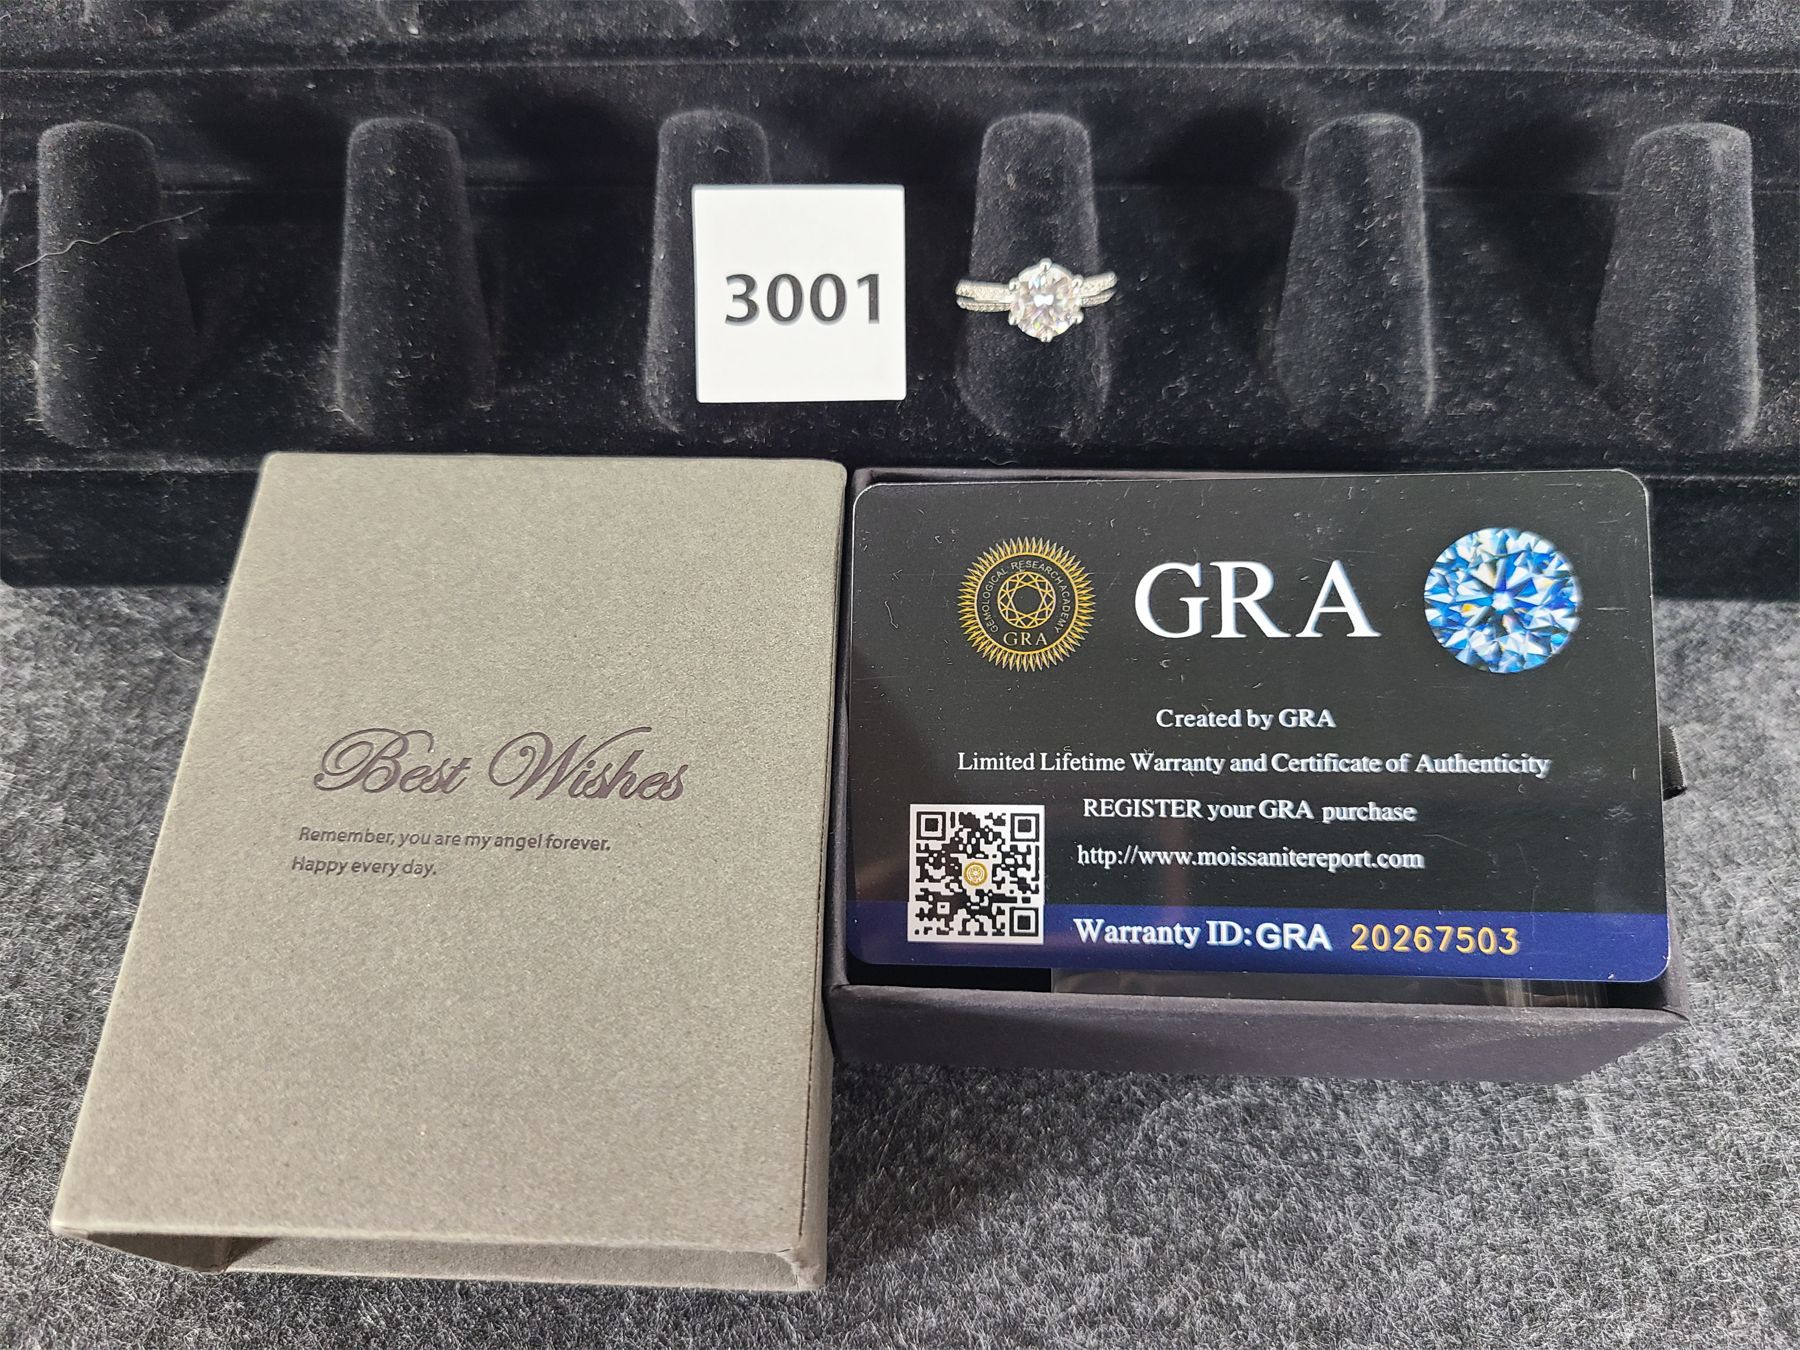 3001
Best Wishes
Remember, you are my angel forever.
Happy every day.
GEMOLOGICAL RESEARCH ACADEMY
GRA
GRA
Created by GRA
Limited Lifetime Warranty and Certificate of Authenticity
REGISTER your GRA purchase
http://www.moissanitereport.com
Warranty ID:GRA 20267503